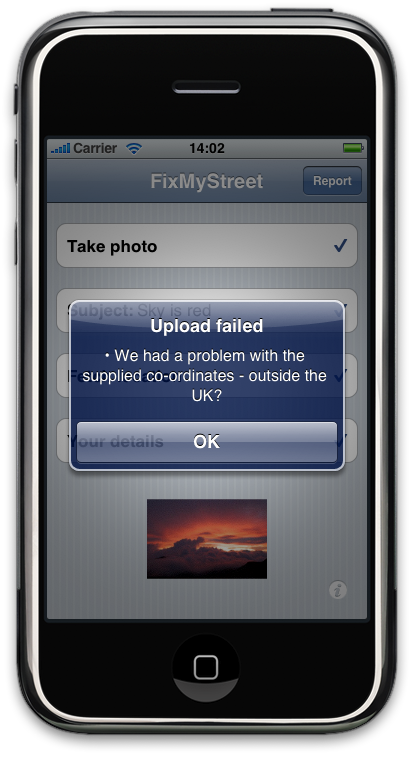 Carrier 14:02
FixMyStreet Report
Take photo
Subject: Sky is red
Upload failed
• We had a problem with the
supplied co-ordinates - outside the
UK?
OK
Your details